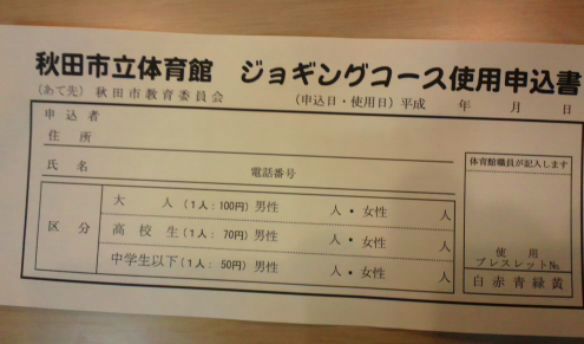 秋田市立体育館 ジョギングコース使用申込書
(あて先) 秋田市教育委員会 (申込日・使用日) 平成 年 月 日
申込者
住所
氏名 電話番号
体育館職員が記入します
区分
大人 (1人:100円) 男性 人・女性 人
高校生 (1人: 70円) 男性 人・女性 人
中学生以下 (1人: 50円) 男性 人・女性 人
使用
ブレスレット№
白赤青緑黄